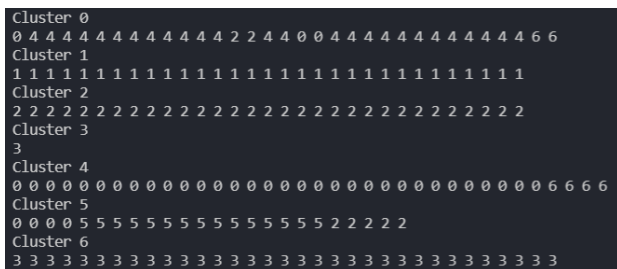 Cluster 0
0 4 4 4 4 4 4 4 4 4 4 4 4 2 2 4 4 0 0 4 4 4 4 4 4 4 4 4 4 4 4 6 6
Cluster 1
1 1 1 1 1 1 1 1 1 1 1 1 1 1 1 1 1 1 1 1 1 1 1 1 1 1 1 1 1 1 1
Cluster 2
2 2 2 2 2 2 2 2 2 2 2 2 2 2 2 2 2 2 2 2 2 2 2 2 2 2 2 2 2 2 2
Cluster 3
3
Cluster 4
0 0 0 0 0 0 0 0 0 0 0 0 0 0 0 0 0 0 0 0 0 0 0 0 0 0 0 0 0 0 0 0 6 6 6 6
Cluster 5
0 0 0 0 5 5 5 5 5 5 5 5 5 5 5 5 5 5 5 2 2 2 2 2
Cluster 6
3 3 3 3 3 3 3 3 3 3 3 3 3 3 3 3 3 3 3 3 3 3 3 3 3 3 3 3 3 3 3 3 3